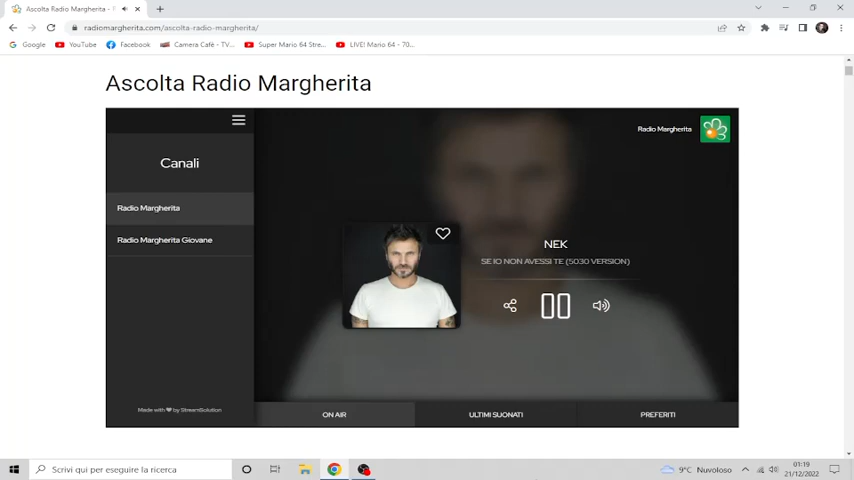 Ascolta Radio Margherita -
radiomargherita.com/ascolta-radio-margherita/
Google
YouTube
Facebook
Camera Cafè - TV...
Super Mario 64 Stre...
LIVE! Mario 64 - 70...
Ascolta Radio Margherita
Canali
Radio Margherita
Radio Margherita Giovane
Made with ❤ by StreamSolution
Radio Margherita
NEK
SE IO NON AVESSI TE (5030 VERSION)
ON AIR
ULTIMI SUONATI
PREFERITI
Scrivi qui per eseguire la ricerca
9°C Nuvoloso
01:19
21/12/2022